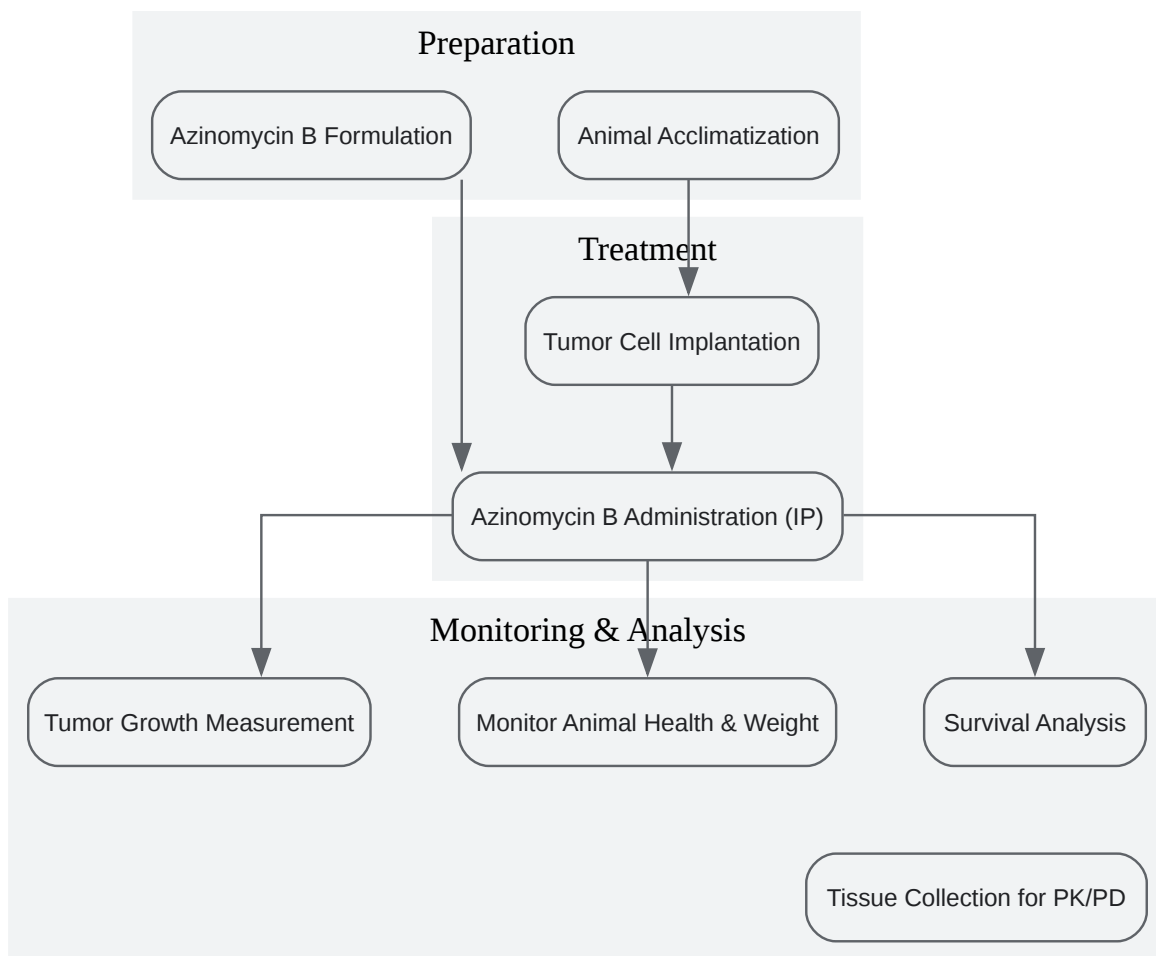 Preparation
Azinomycin B Formulation
Animal Acclimatization
Treatment
Tumor Cell Implantation
Azinomycin B Administration (IP)
Monitoring & Analysis
Tumor Growth Measurement
Monitor Animal Health & Weight
Survival Analysis
Tissue Collection for PK/PD